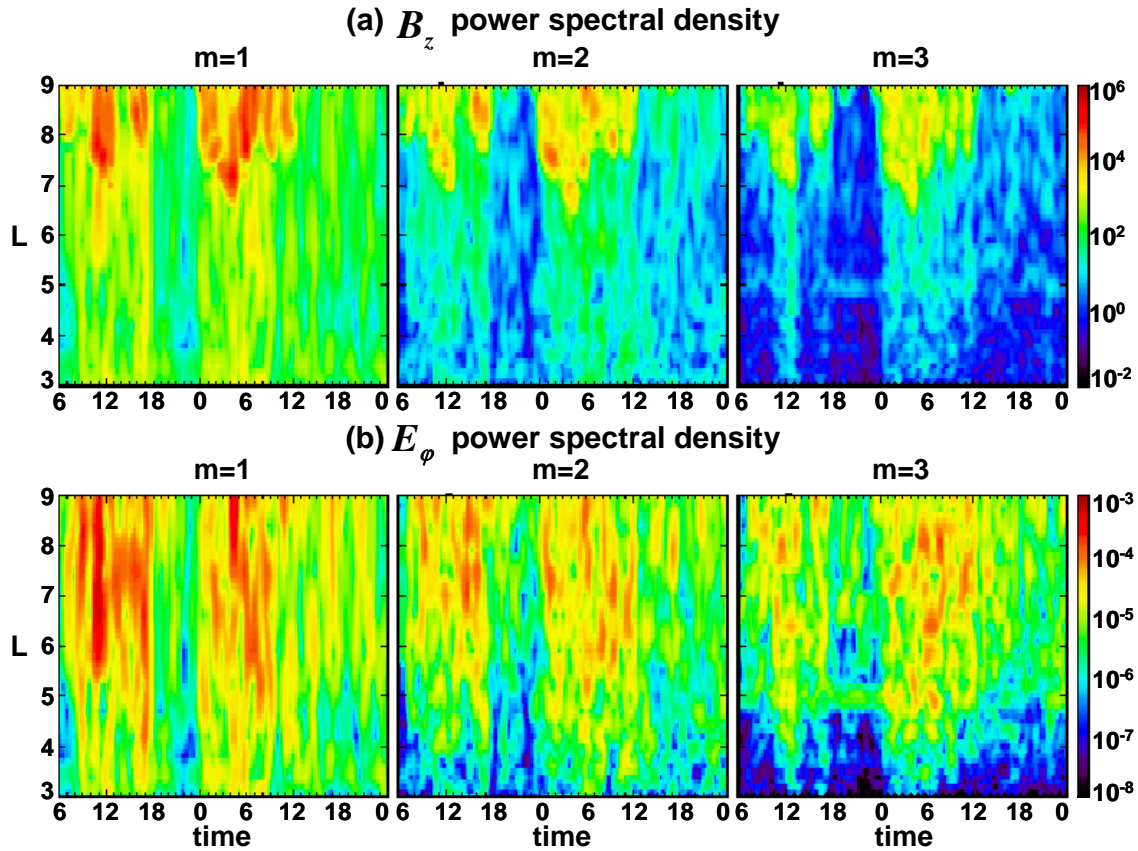 (a) B_z power spectral density
m=1 m=2 m=3
9
8
7
6
5
4
3
L
6 12 18 0 6 12 18 0
6 12 18 0 6 12 18 0
6 12 18 0 6 12 18 0
10^6
10^4
10^2
10^0
10^-2
(b) E_φ power spectral density
m=1 m=2 m=3
9
8
7
6
5
4
3
L
6 12 18 0 6 12 18 0
6 12 18 0 6 12 18 0
6 12 18 0 6 12 18 0
time time time
10^-3
10^-4
10^-5
10^-6
10^-7
10^-8